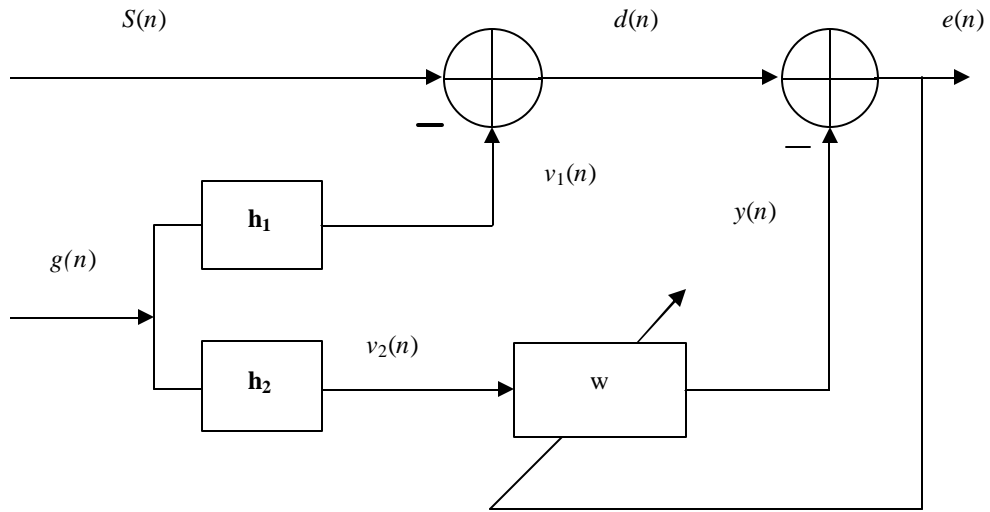 S(n)
d(n)
e(n)
−
v₁(n)
−
h₁
y(n)
g(n)
v₂(n)
h₂
w